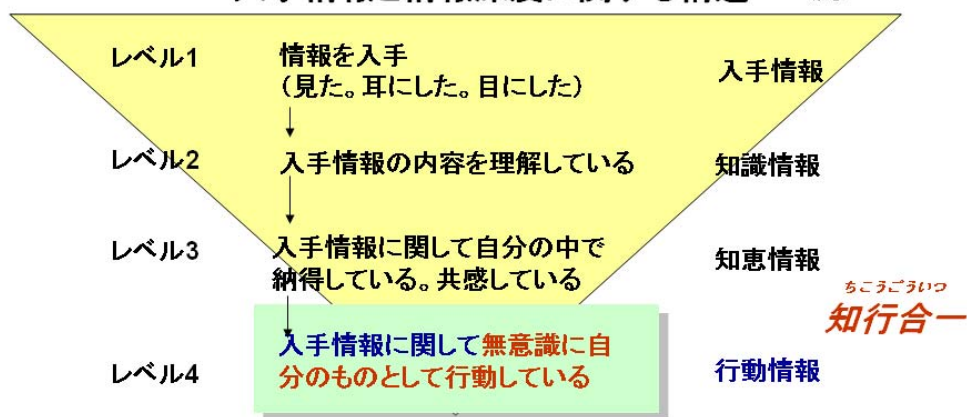 レベル1 情報を入手 入手情報
(見た。耳にした。目にした)
レベル2 入手情報の内容を理解している 知識情報
レベル3 入手情報に関して自分の中で 知恵情報
納得している。共感している
ちこうごういつ
知行合一
入手情報に関して無意識に自
レベル4 分のものとして行動している 行動情報